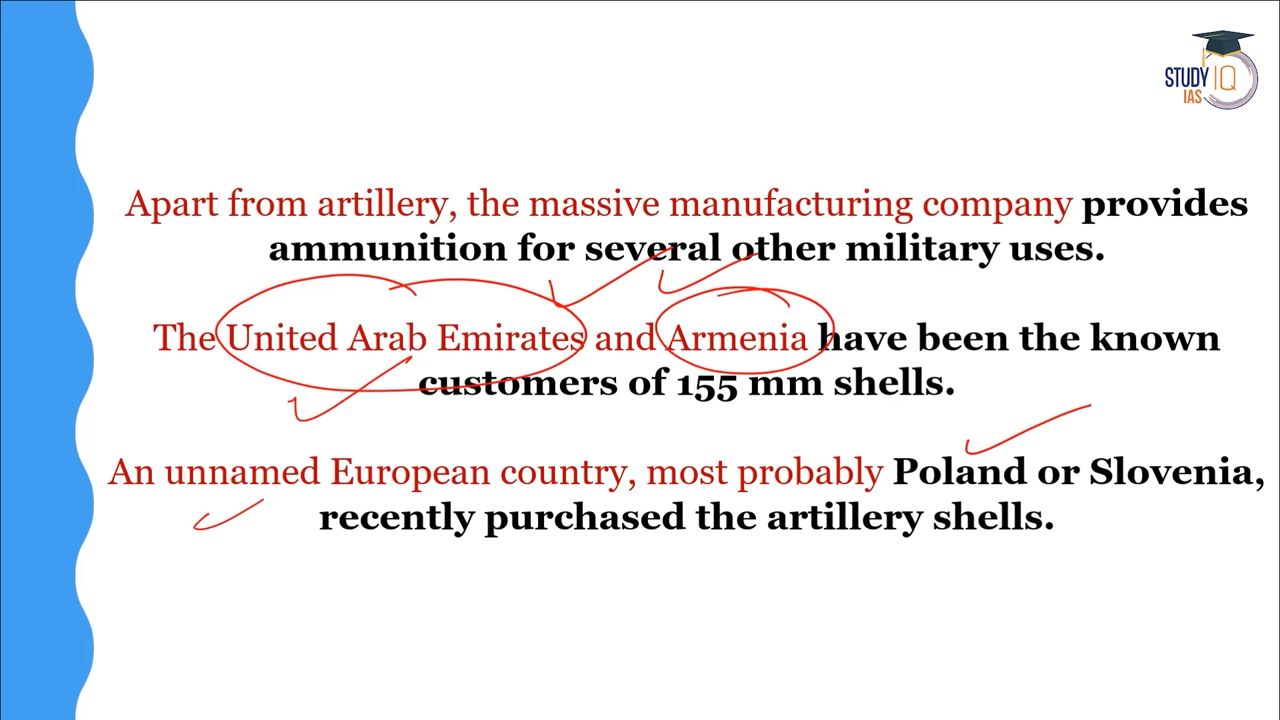 STUDY IQ
IAS
Apart from artillery, the massive manufacturing company provides
ammunition for several other military uses.
The United Arab Emirates and Armenia have been the known
customers of 155 mm shells.
An unnamed European country, most probably Poland or Slovenia,
recently purchased the artillery shells.